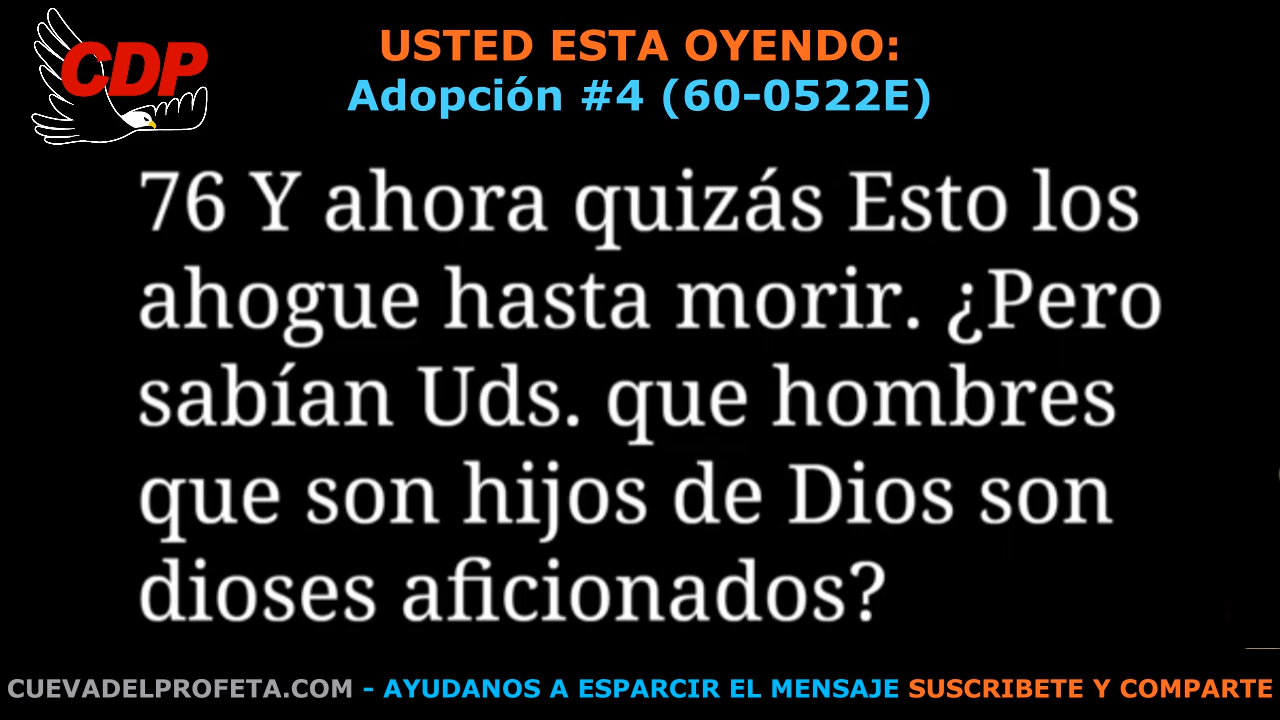 CDP
USTED ESTA OYENDO:
Adopción #4 (60-0522E)
76 Y ahora quizás Esto los
ahogue hasta morir. ¿Pero
sabían Uds. que hombres
que son hijos de Dios son
dioses aficionados?
CUEVADELPROFETA.COM - AYUDANOS A ESPARCIR EL MENSAJE SUSCRIBETE Y COMPARTE